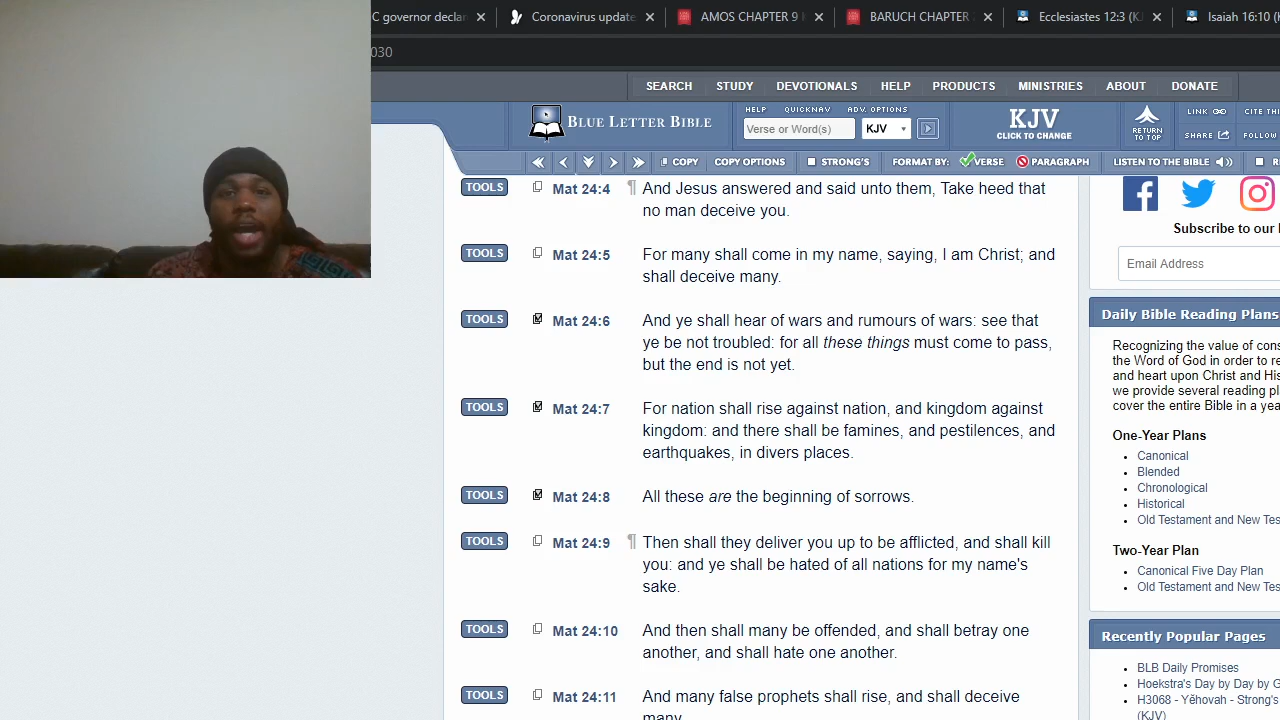 C governor declar
Coronavirus update
AMOS CHAPTER 9
BARUCH CHAPTER
Ecclesiastes 12:3 (KJ
Isaiah 16:10 (
030
SEARCH STUDY DEVOTIONALS HELP PRODUCTS MINISTRIES ABOUT DONATE
BLUE LETTER BIBLE
HELP QUICKNAV ADV. OPTIONS
Verse or Word(s) KJV
KJV
CLICK TO CHANGE
RETURN
TO TOP
LINK CITE THI
SHARE FOLLOW
COPY COPY OPTIONS STRONG'S FORMAT BY: VERSE PARAGRAPH LISTEN TO THE BIBLE R
TOOLS Mat 24:4 ¶ And Jesus answered and said unto them, Take heed that
no man deceive you.
TOOLS Mat 24:5 For many shall come in my name, saying, I am Christ; and
shall deceive many.
TOOLS Mat 24:6 And ye shall hear of wars and rumours of wars: see that
ye be not troubled: for all these things must come to pass,
but the end is not yet.
TOOLS Mat 24:7 For nation shall rise against nation, and kingdom against
kingdom: and there shall be famines, and pestilences, and
earthquakes, in divers places.
TOOLS Mat 24:8 All these are the beginning of sorrows.
TOOLS Mat 24:9 ¶ Then shall they deliver you up to be afflicted, and shall kill
you: and ye shall be hated of all nations for my name's
sake.
TOOLS Mat 24:10 And then shall many be offended, and shall betray one
another, and shall hate one another.
TOOLS Mat 24:11 And many false prophets shall rise, and shall deceive
many.
Subscribe to our
Email Address
Daily Bible Reading Plans
Recognizing the value of cons
the Word of God in order to re
and heart upon Christ and His
we provide several reading pl
cover the entire Bible in a yea
One-Year Plans
Canonical
Blended
Chronological
Historical
Old Testament and New Tes
Two-Year Plan
Canonical Five Day Plan
Old Testament and New Tes
Recently Popular Pages
BLB Daily Promises
Hoekstra's Day by Day by G
H3068 - Yĕhovah - Strong's
(KJV)